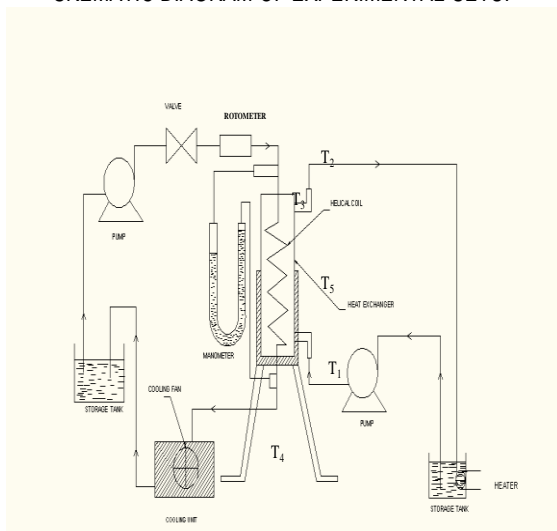 SKEMATIC DIAGRAM OF EXPERIMENTAL SETUP
VALVE
ROTOMETER
T2
T3
HELICAL COIL
PUMP
T5
HEAT EXCHANGER
MANOMETER
COOLING FAN
STORAGE TANK
T1
PUMP
T4
HEATER
STORAGE TANK
COOLING UNIT